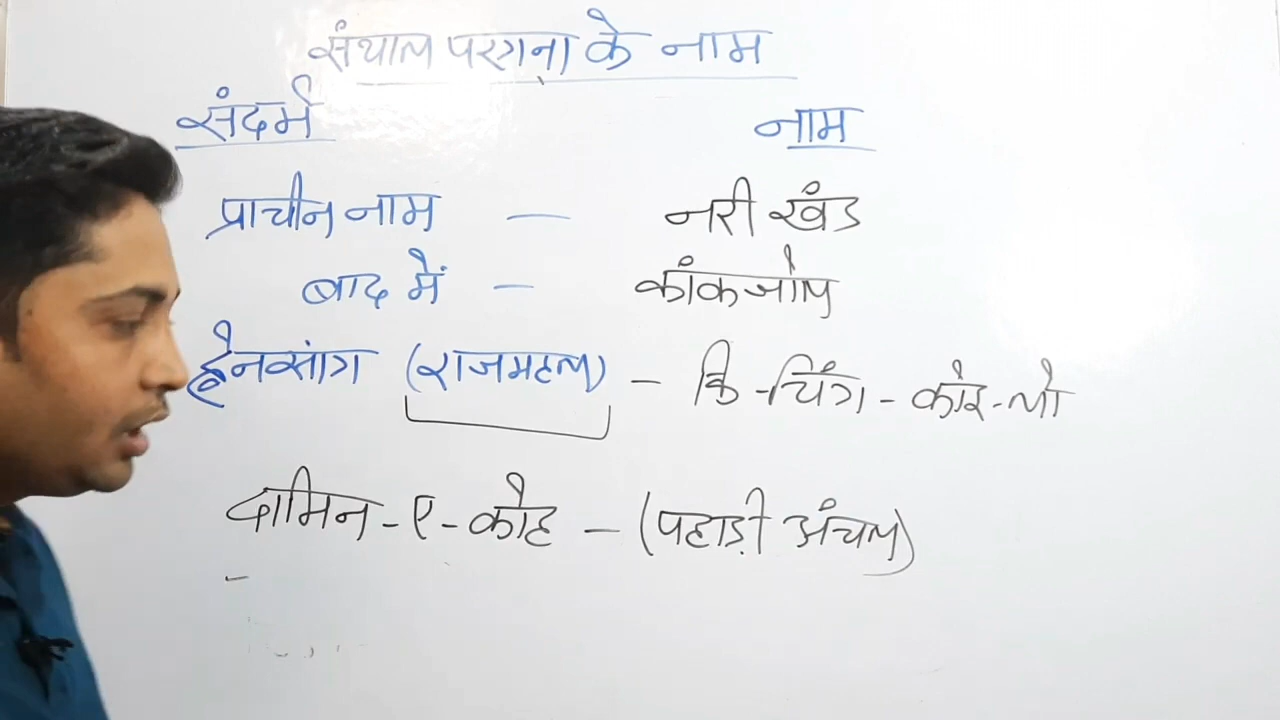 संथाल परगना के नाम
संदर्भ नाम
प्राचीन नाम — नरी खंड
बाद में — कांकजोप
ह्वेनसांग (राजमहल) — कि-चिंग-कोई-लो
दामिन-ए-कोह — (पहाड़ी अंचल)